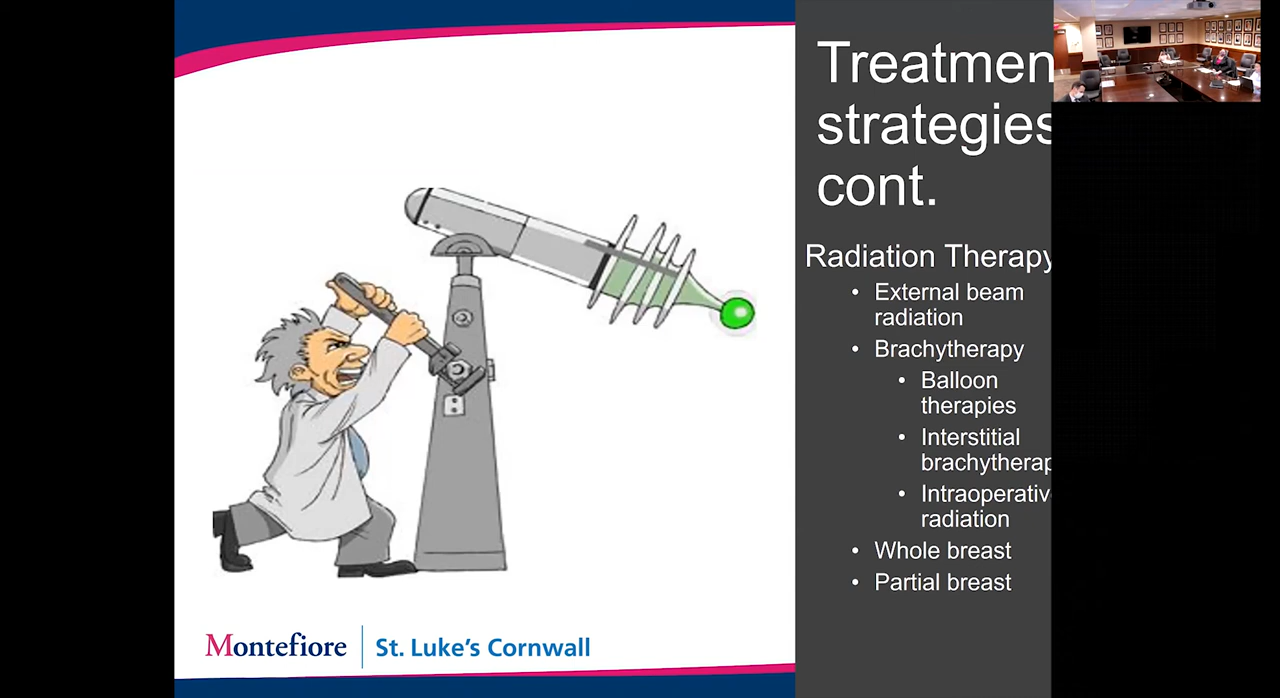 Treatmen
strategies
cont.
Radiation Therapy
• External beam
radiation
• Brachytherapy
• Balloon
therapies
• Interstitial
brachytherap
• Intraoperativ
radiation
• Whole breast
• Partial breast
Montefiore | St. Luke's Cornwall